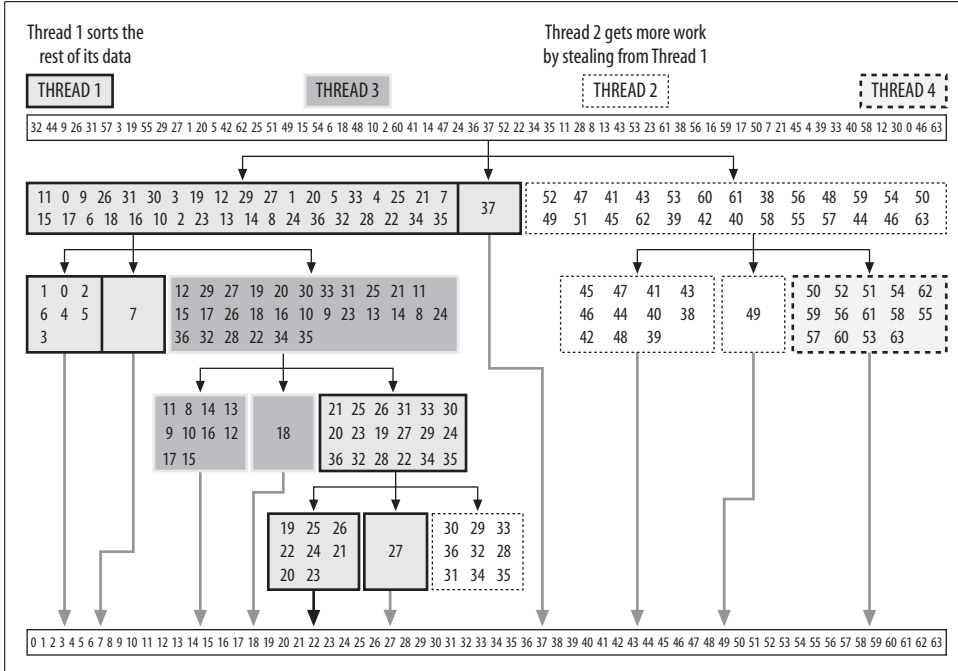 Thread 1 sorts the
rest of its data
Thread 2 gets more work
by stealing from Thread 1
THREAD 1
THREAD 3
THREAD 2
THREAD 4
32 44 9 26 31 57 3 19 55 29 27 1 20 5 42 62 25 51 49 15 54 6 18 48 10 2 60 41 14 47 24 36 37 52 22 34 35 11 28 8 13 43 53 23 61 38 56 16 59 17 50 7 21 45 4 39 33 40 58 12 30 0 46 63
11 0 9 26 31 30 3 19 12 29 27 1 20 5 33 4 25 21 7
15 17 6 18 16 10 2 23 13 14 8 24 36 32 28 22 34 35
37
52 47 41 43 53 60 61 38 56 48 59 54 50
49 51 45 62 39 42 40 58 55 57 44 46 63
1 0 2
6 4 5
3
7
12 29 27 19 20 30 33 31 25 21 11
15 17 26 18 16 10 9 23 13 14 8 24
36 32 28 22 34 35
45 47 41 43
46 44 40 38
42 48 39
49
50 52 51 54 62
59 56 61 58 55
57 60 53 63
11 8 14 13
9 10 16 12
17 15
18
21 25 26 31 33 30
20 23 19 27 29 24
36 32 28 22 34 35
19 25 26
22 24 21
20 23
27
30 29 33
36 32 28
31 34 35
0 1 2 3 4 5 6 7 8 9 10 11 12 13 14 15 16 17 18 19 20 21 22 23 24 25 26 27 28 29 30 31 32 33 34 35 36 37 38 39 40 41 42 43 44 45 46 47 48 49 50 51 52 53 54 55 56 57 58 59 60 61 62 63